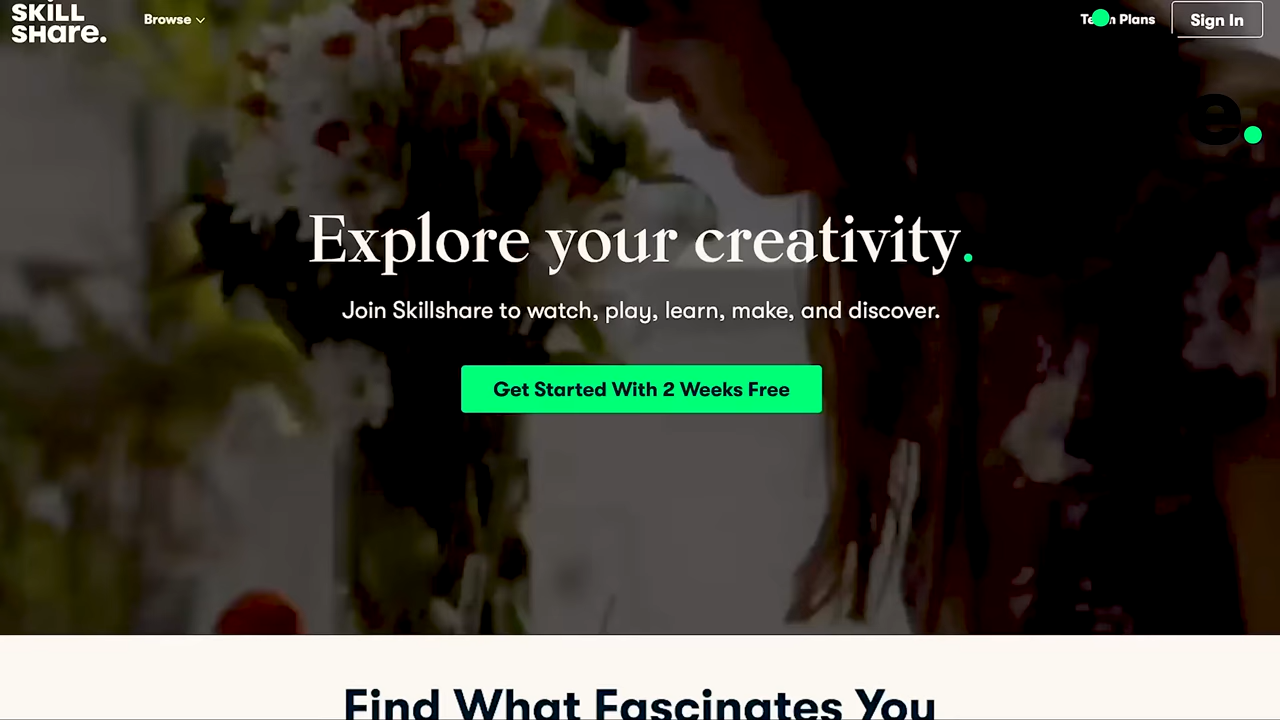 SKiLL
SHare.
Browse
Team Plans
Sign In
e.
Explore your creativity.
Join Skillshare to watch, play, learn, make, and discover.
Get Started With 2 Weeks Free
Find What Fascinates You